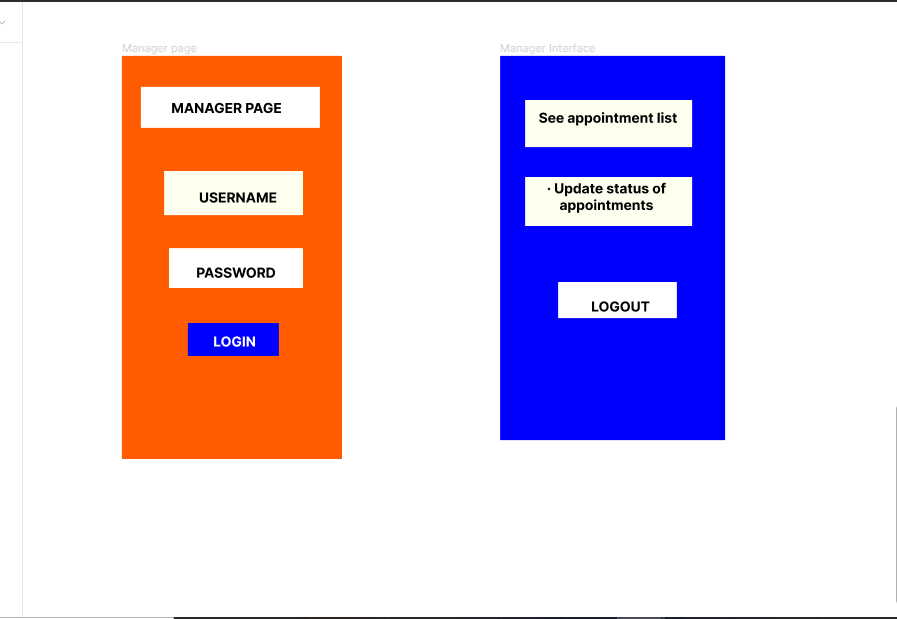 Manager page
MANAGER PAGE
USERNAME
PASSWORD
LOGIN
Manager Interface
See appointment list
· Update status of
appointments
LOGOUT